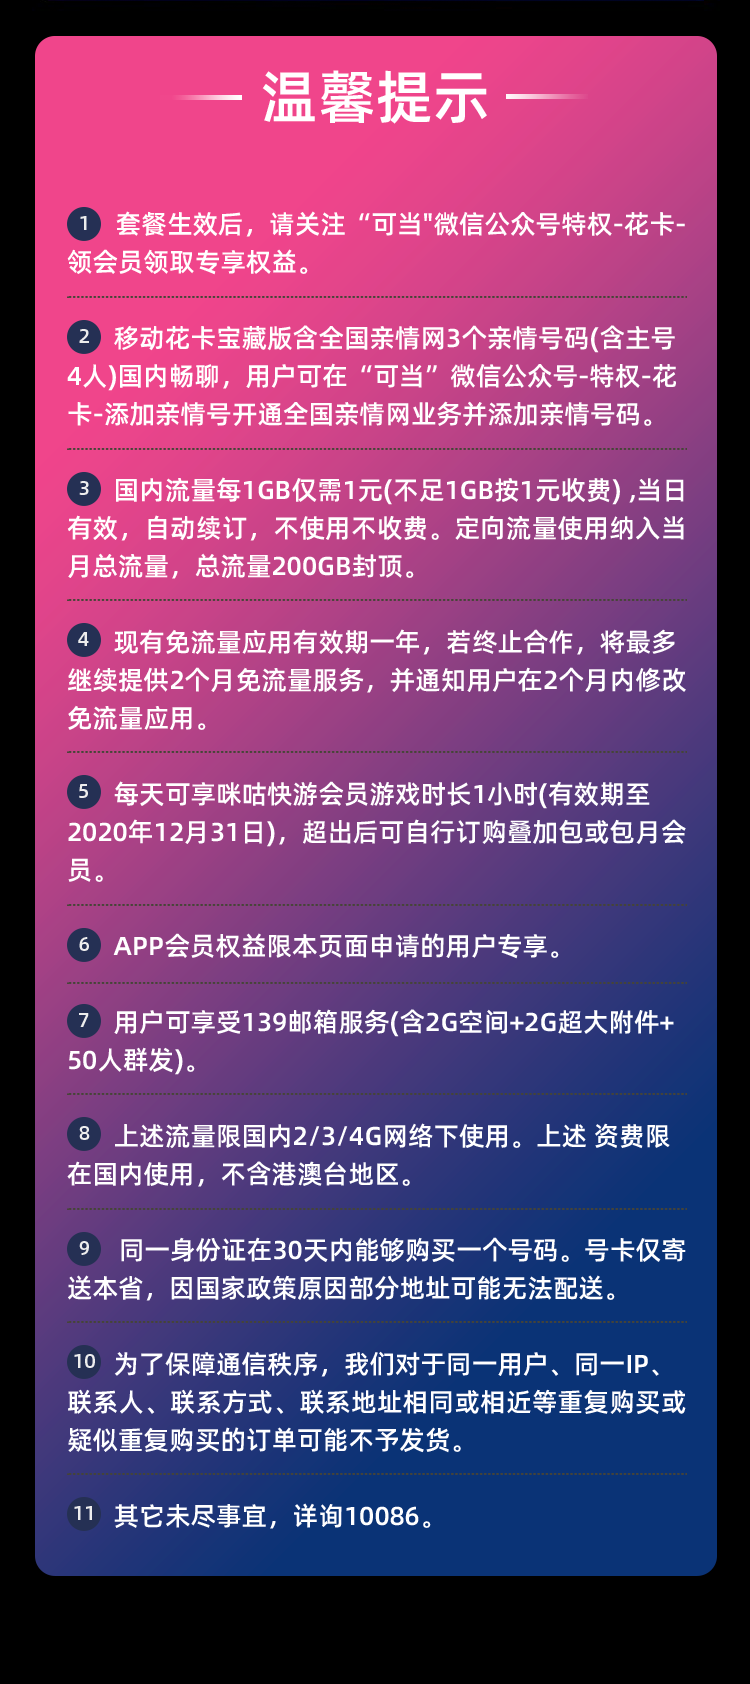 温馨提示
1 套餐生效后，请关注“可当"微信公众号特权-花卡-
领会员领取专享权益。
2 移动花卡宝藏版含全国亲情网3个亲情号码(含主号
4人)国内畅聊，用户可在“可当”微信公众号-特权-花
卡-添加亲情号开通全国亲情网业务并添加亲情号码。
3 国内流量每1GB仅需1元(不足1GB按1元收费) ,当日
有效，自动续订，不使用不收费。定向流量使用纳入当
月总流量，总流量200GB封顶。
4 现有免流量应用有效期一年，若终止合作，将最多
继续提供2个月免流量服务，并通知用户在2个月内修改
免流量应用。
5 每天可享咪咕快游会员游戏时长1小时(有效期至
2020年12月31日)，超出后可自行订购叠加包或包月会
员。
6 APP会员权益限本页面申请的用户专享。
7 用户可享受139邮箱服务(含2G空间+2G超大附件+
50人群发)。
8 上述流量限国内2/3/4G网络下使用。上述 资费限
在国内使用，不含港澳台地区。
9 同一身份证在30天内能够购买一个号码。号卡仅寄
送本省，因国家政策原因部分地址可能无法配送。
10 为了保障通信秩序，我们对于同一用户、同一IP、
联系人、联系方式、联系地址相同或相近等重复购买或
疑似重复购买的订单可能不予发货。
11 其它未尽事宜，详询10086。